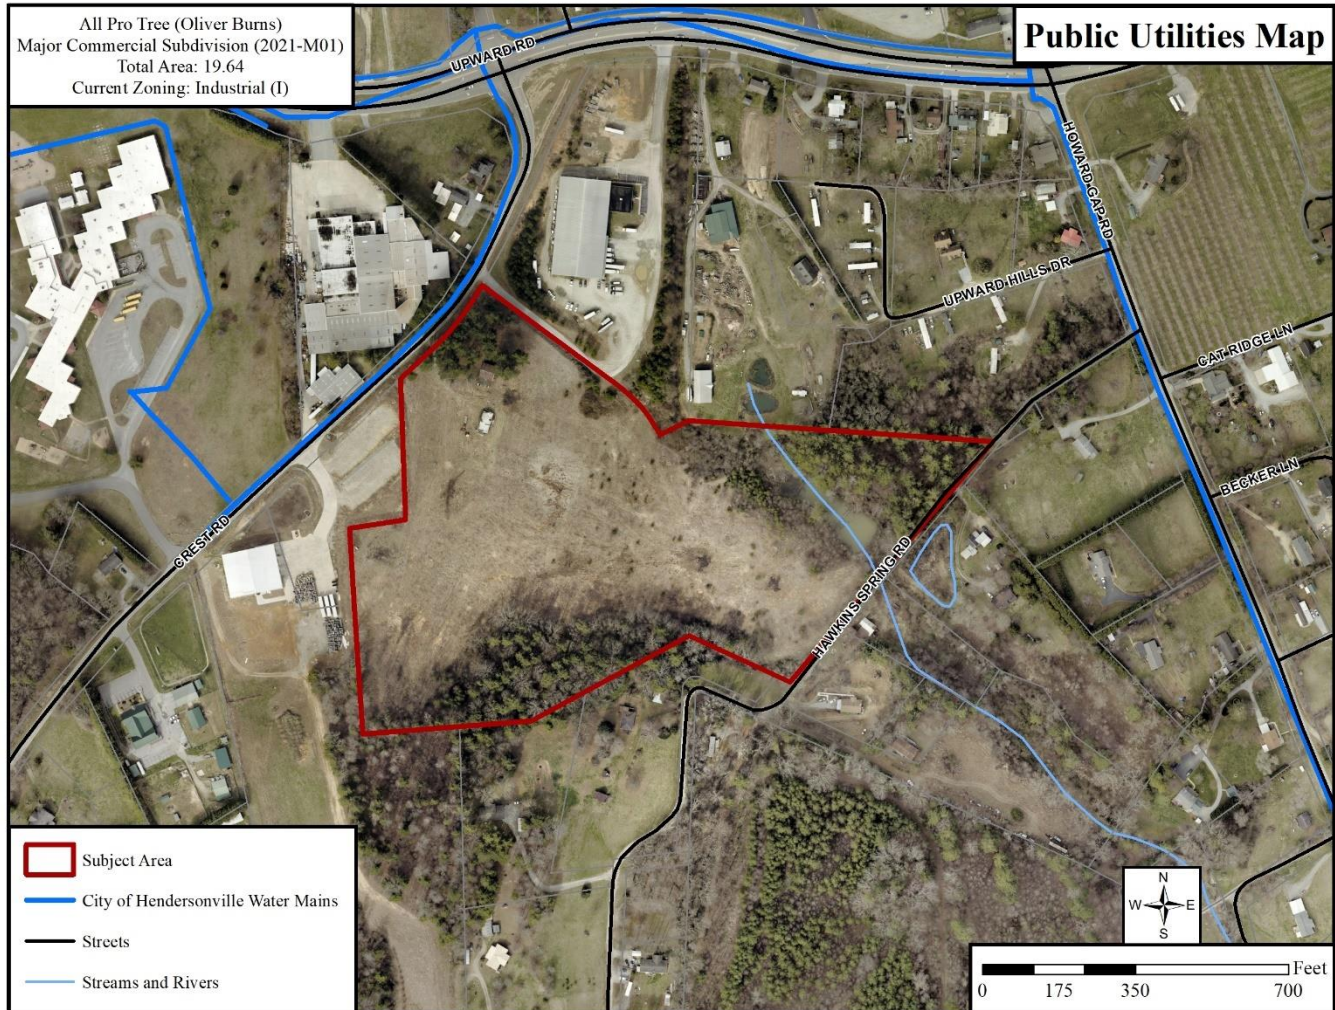 All Pro Tree (Oliver Burns)
Major Commercial Subdivision (2021-M01)
Total Area: 19.64
Current Zoning: Industrial (I)
Public Utilities Map
UPWARD RD
HOWARD GAP RD
UPWARD HILLS DR
CAT RIDGE LN
BECKER LN
CREST RD
HAWKINS SPRING RD
Subject Area
City of Hendersonville Water Mains
Streets
Streams and Rivers
N
W E
S
Feet
0 175 350 700